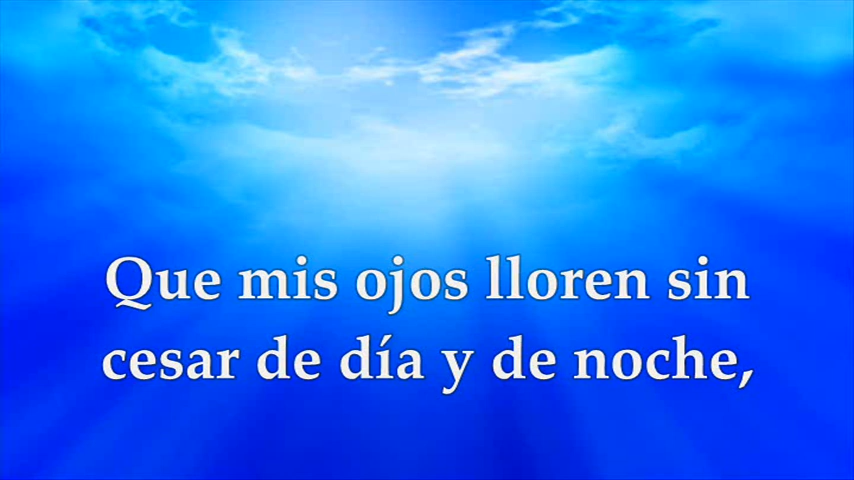 Que mis ojos lloren sin
cesar de día y de noche,